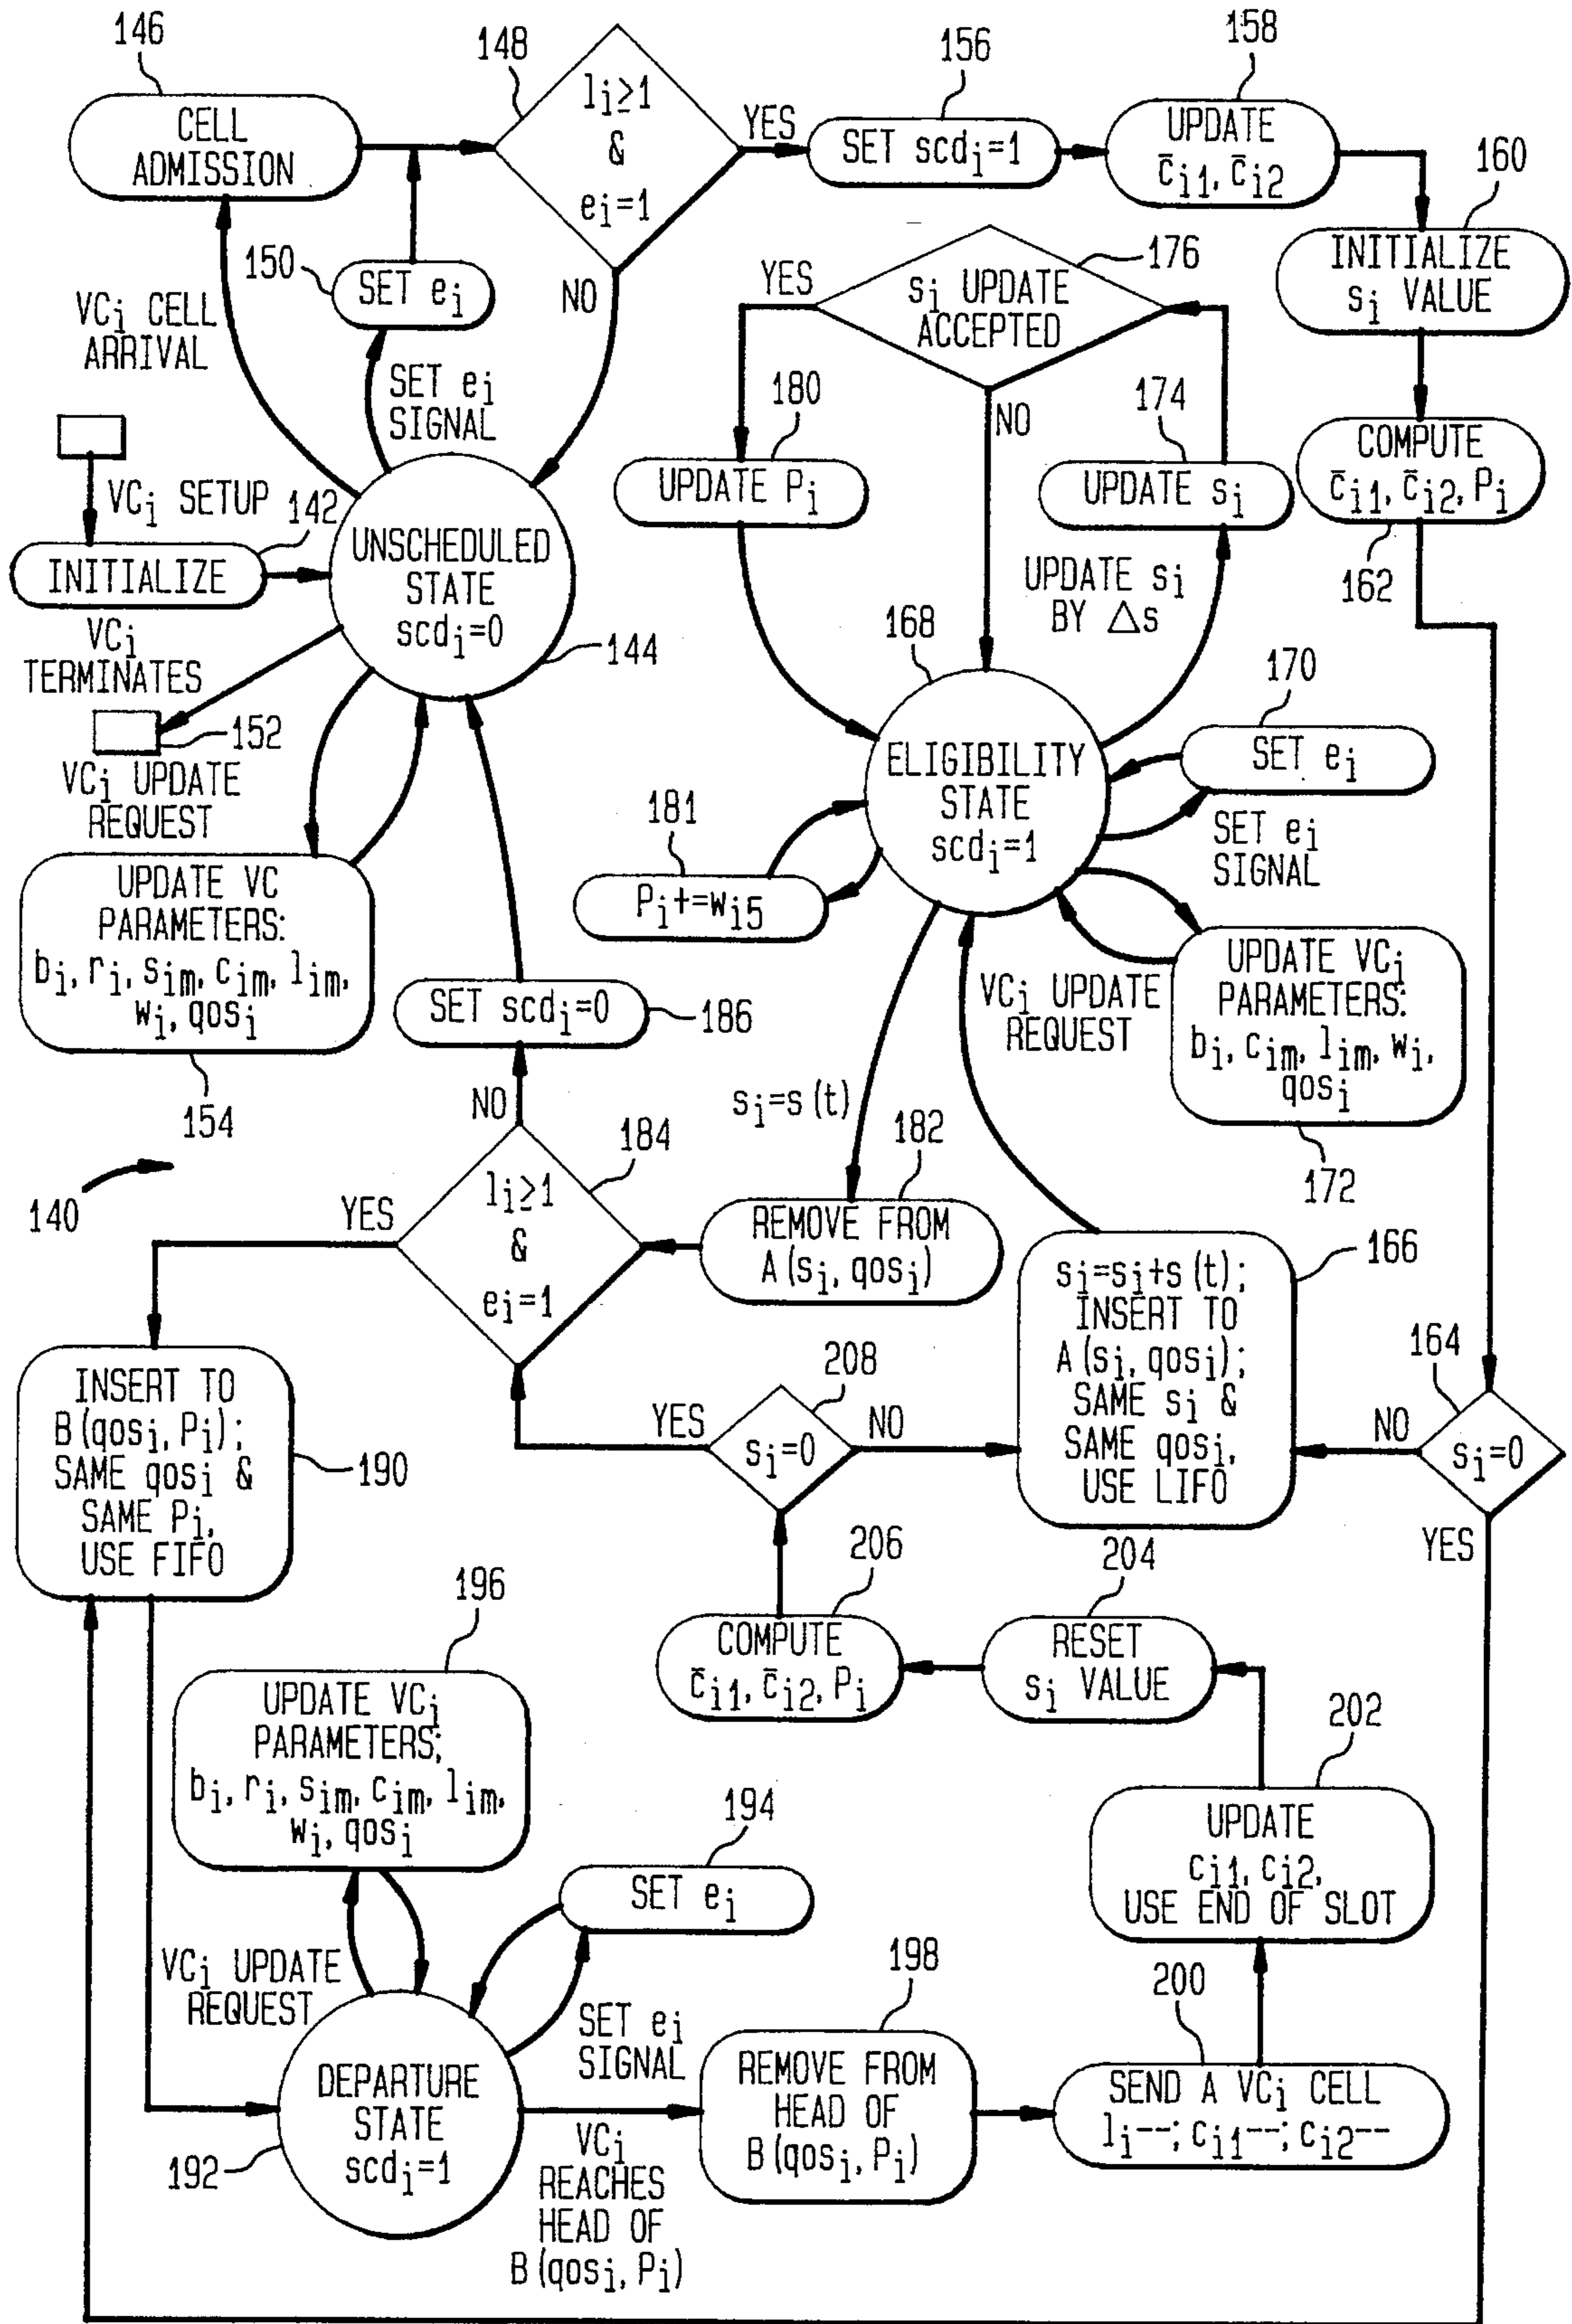 146
CELL
ADMISSION
148
l_i≥1
&
e_i=1
YES
NO
156
SET scd_i=1
158
UPDATE
c̄_i1, c̄_i2
160
INITIALIZE
s_i VALUE
150
SET e_i
VC_i CELL
ARRIVAL
SET e_i
SIGNAL
176
s_i UPDATE
ACCEPTED
YES
NO
180
UPDATE P_i
174
UPDATE s_i
UPDATE s_i
BY △s
COMPUTE
c̄_i1, c̄_i2, P_i
162
VC_i SETUP
142
INITIALIZE
UNSCHEDULED
STATE
scd_i=0
144
VC_i
TERMINATES
152
VC_i UPDATE
REQUEST
UPDATE VC
PARAMETERS:
b_i, r_i, s_im, c_im, l_im,
w_i, qos_i
154
168
ELIGIBILITY
STATE
scd_i=1
170
SET e_i
SET e_i
SIGNAL
181
P_i+=w_i5
VC_i UPDATE
REQUEST
UPDATE VC_i
PARAMETERS:
b_i, c_im, l_im, w_i,
qos_i
172
SET scd_i=0
186
NO
140
184
l_i≥1
&
e_i=1
YES
s_i=s(t)
182
REMOVE FROM
A(s_i, qos_i)
166
s_i=s_i+s(t);
INSERT TO
A(s_i, qos_i);
SAME s_i &
SAME qos_i,
USE LIFO
164
s_i=0
NO
YES
208
s_i=0
YES
NO
INSERT TO
B(qos_i, P_i);
SAME qos_i &
SAME P_i,
USE FIFO
190
206
COMPUTE
c̄_i1, c̄_i2, P_i
204
RESET
s_i VALUE
196
UPDATE VC_i
PARAMETERS;
b_i, r_i, s_im, c_im, l_im,
w_i, qos_i
202
UPDATE
c_i1, c_i2,
USE END OF SLOT
194
SET e_i
VC_i UPDATE
REQUEST
SET e_i
SIGNAL
DEPARTURE
STATE
scd_i=1
192
VC_i
REACHES
HEAD OF
B(qos_i, P_i)
198
REMOVE FROM
HEAD OF
B(qos_i, P_i)
200
SEND A VC_i CELL
l_i--; c_i1--; c_i2--